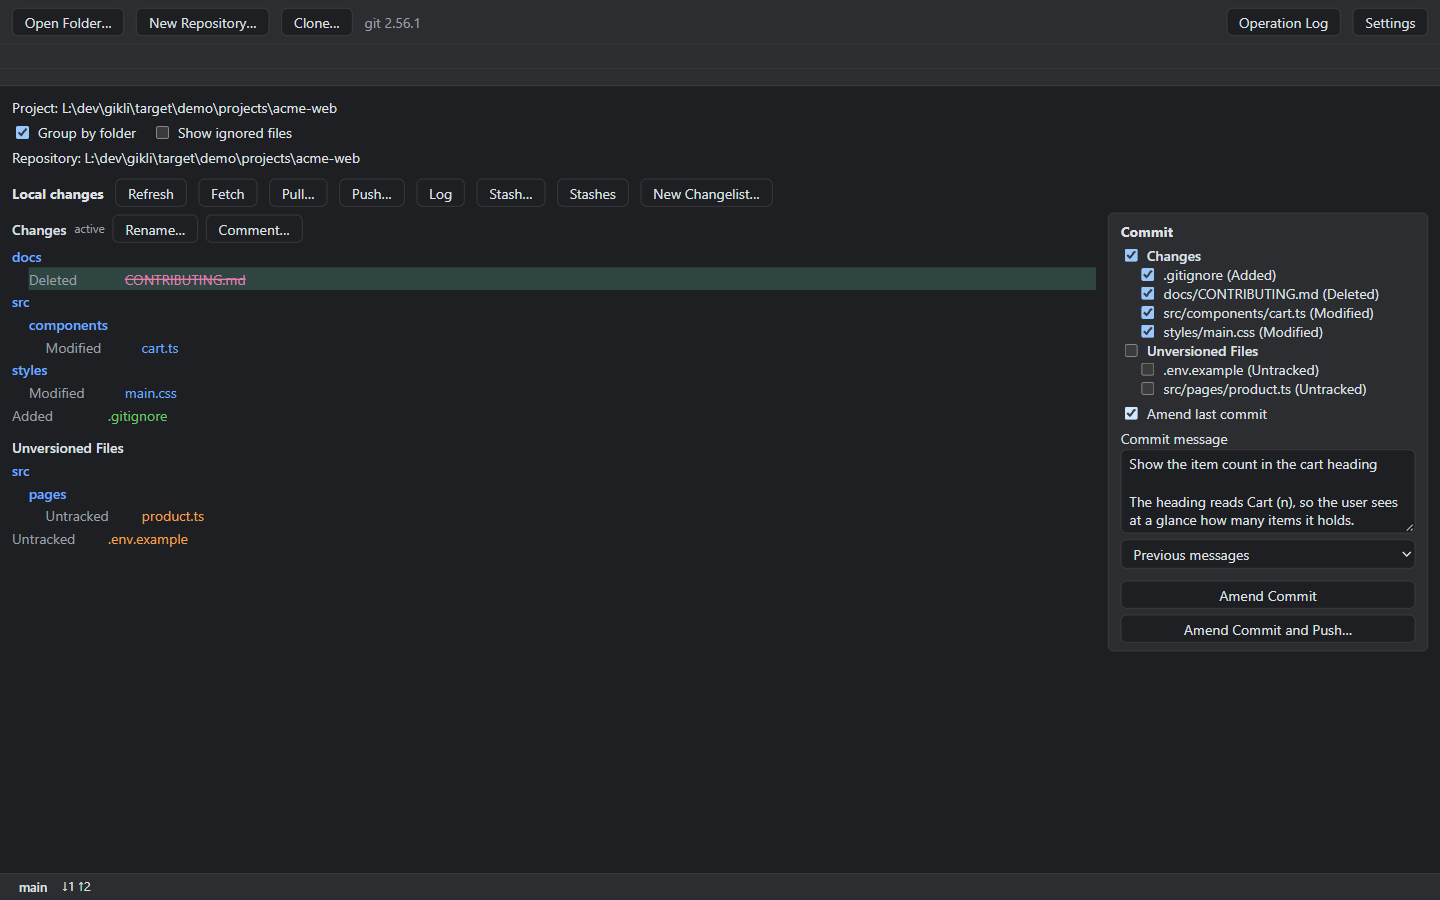 Open Folder... New Repository... Clone... git 2.56.1 Operation Log Settings
Project: L:\dev\gikli\target\demo\projects\acme-web
Group by folder Show ignored files
Repository: L:\dev\gikli\target\demo\projects\acme-web
Local changes Refresh Fetch Pull... Push... Log Stash... Stashes New Changelist...
Changes active Rename... Comment...
docs
Deleted CONTRIBUTING.md
src
components
Modified cart.ts
styles
Modified main.css
Added .gitignore
Unversioned Files
src
pages
Untracked product.ts
Untracked .env.example
Commit
Changes
.gitignore (Added)
docs/CONTRIBUTING.md (Deleted)
src/components/cart.ts (Modified)
styles/main.css (Modified)
Unversioned Files
.env.example (Untracked)
src/pages/product.ts (Untracked)
Amend last commit
Commit message
Show the item count in the cart heading
The heading reads Cart (n), so the user sees
at a glance how many items it holds.
Previous messages
Amend Commit
Amend Commit and Push...
main ↓1 ↑2